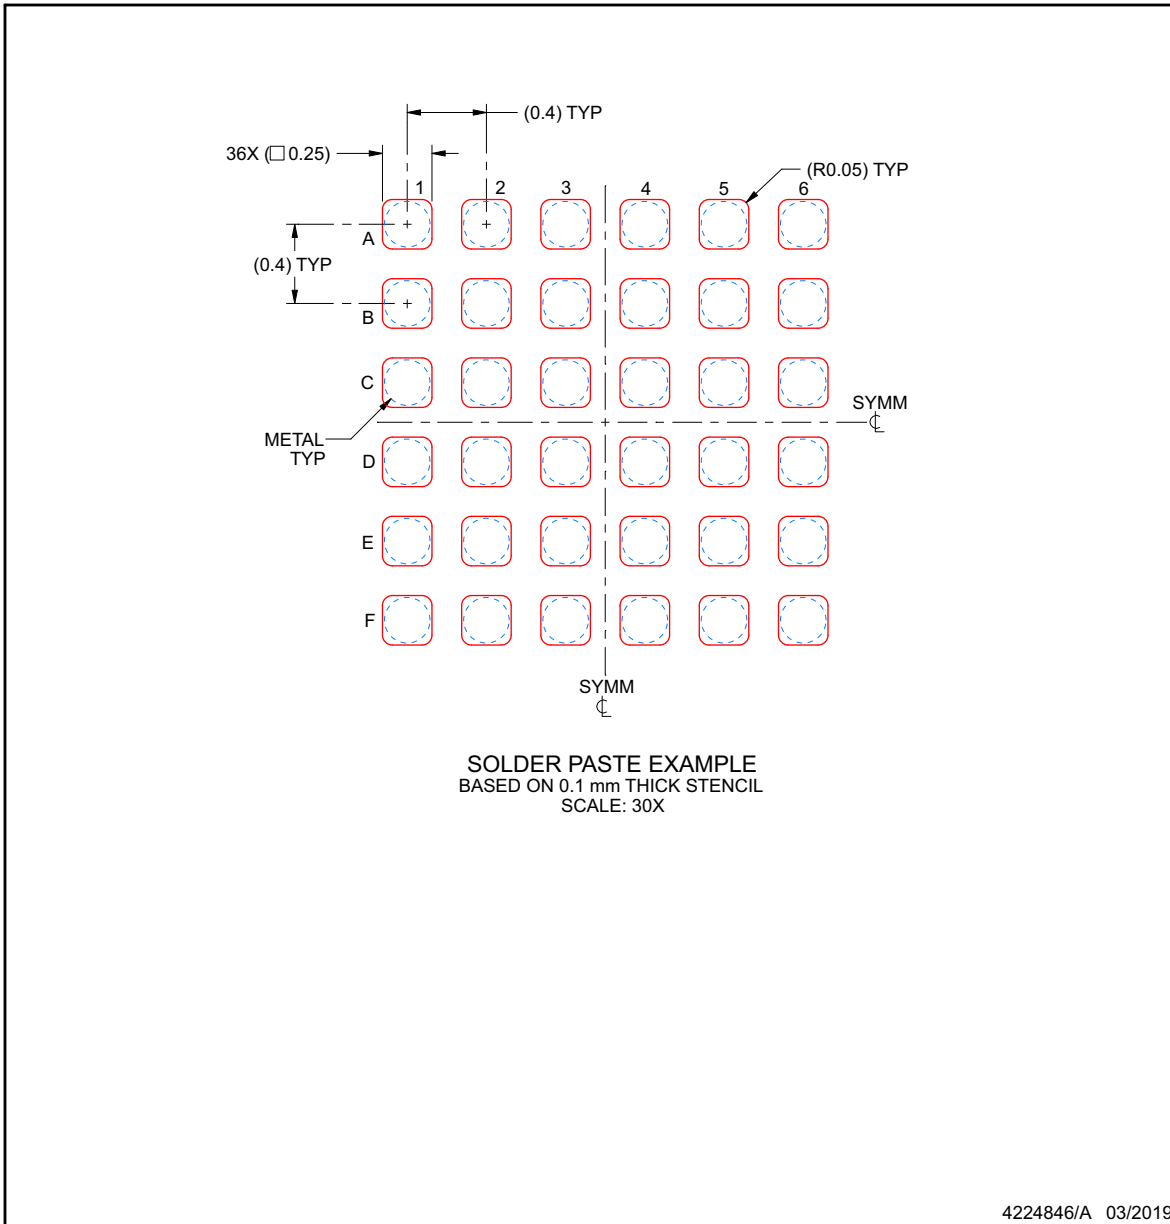 (0.4) TYP
36X (□ 0.25)
(R0.05) TYP
1 2 3 4 5 6
A
(0.4) TYP
B
C
SYMM
℄
METAL
TYP
D
E
F
SYMM
℄
SOLDER PASTE EXAMPLE
BASED ON 0.1 mm THICK STENCIL
SCALE: 30X
4224846/A 03/2019